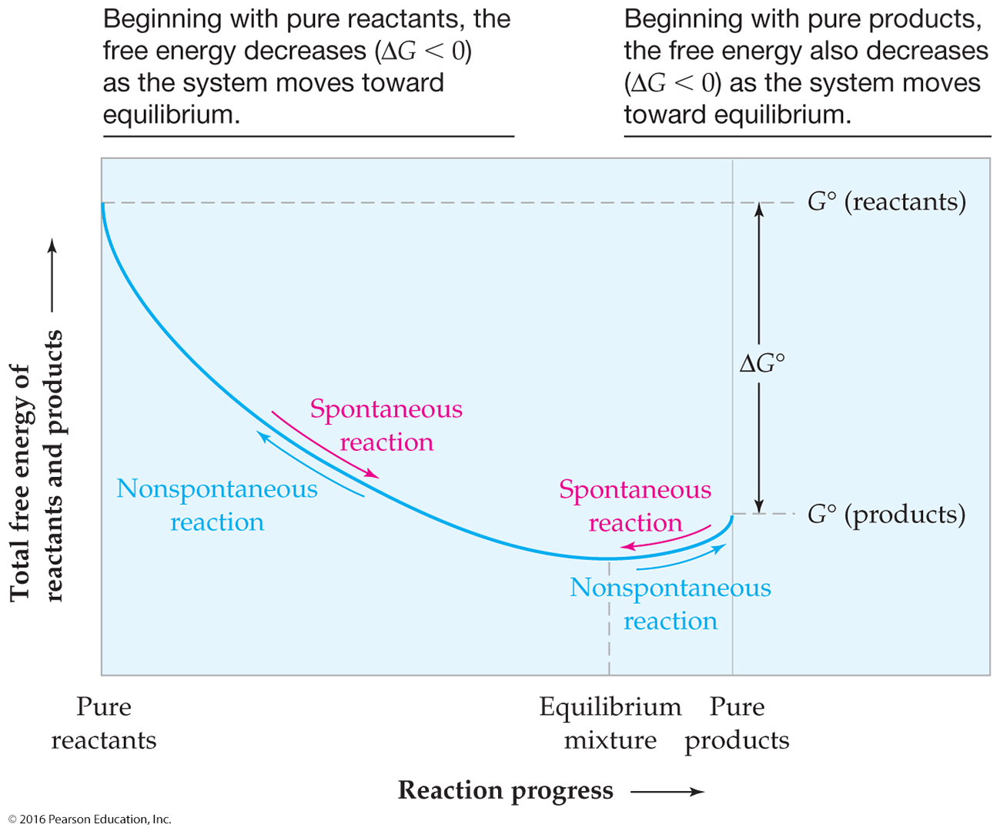 Beginning with pure reactants, the
free energy decreases (ΔG < 0)
as the system moves toward
equilibrium.
Beginning with pure products,
the free energy also decreases
(ΔG < 0) as the system moves
toward equilibrium.
G° (reactants)
ΔG°
G° (products)
Total free energy of
reactants and products
Spontaneous
reaction
Nonspontaneous
reaction
Spontaneous
reaction
Nonspontaneous
reaction
Pure
reactants
Equilibrium
mixture
Pure
products
Reaction progress
© 2016 Pearson Education, Inc.